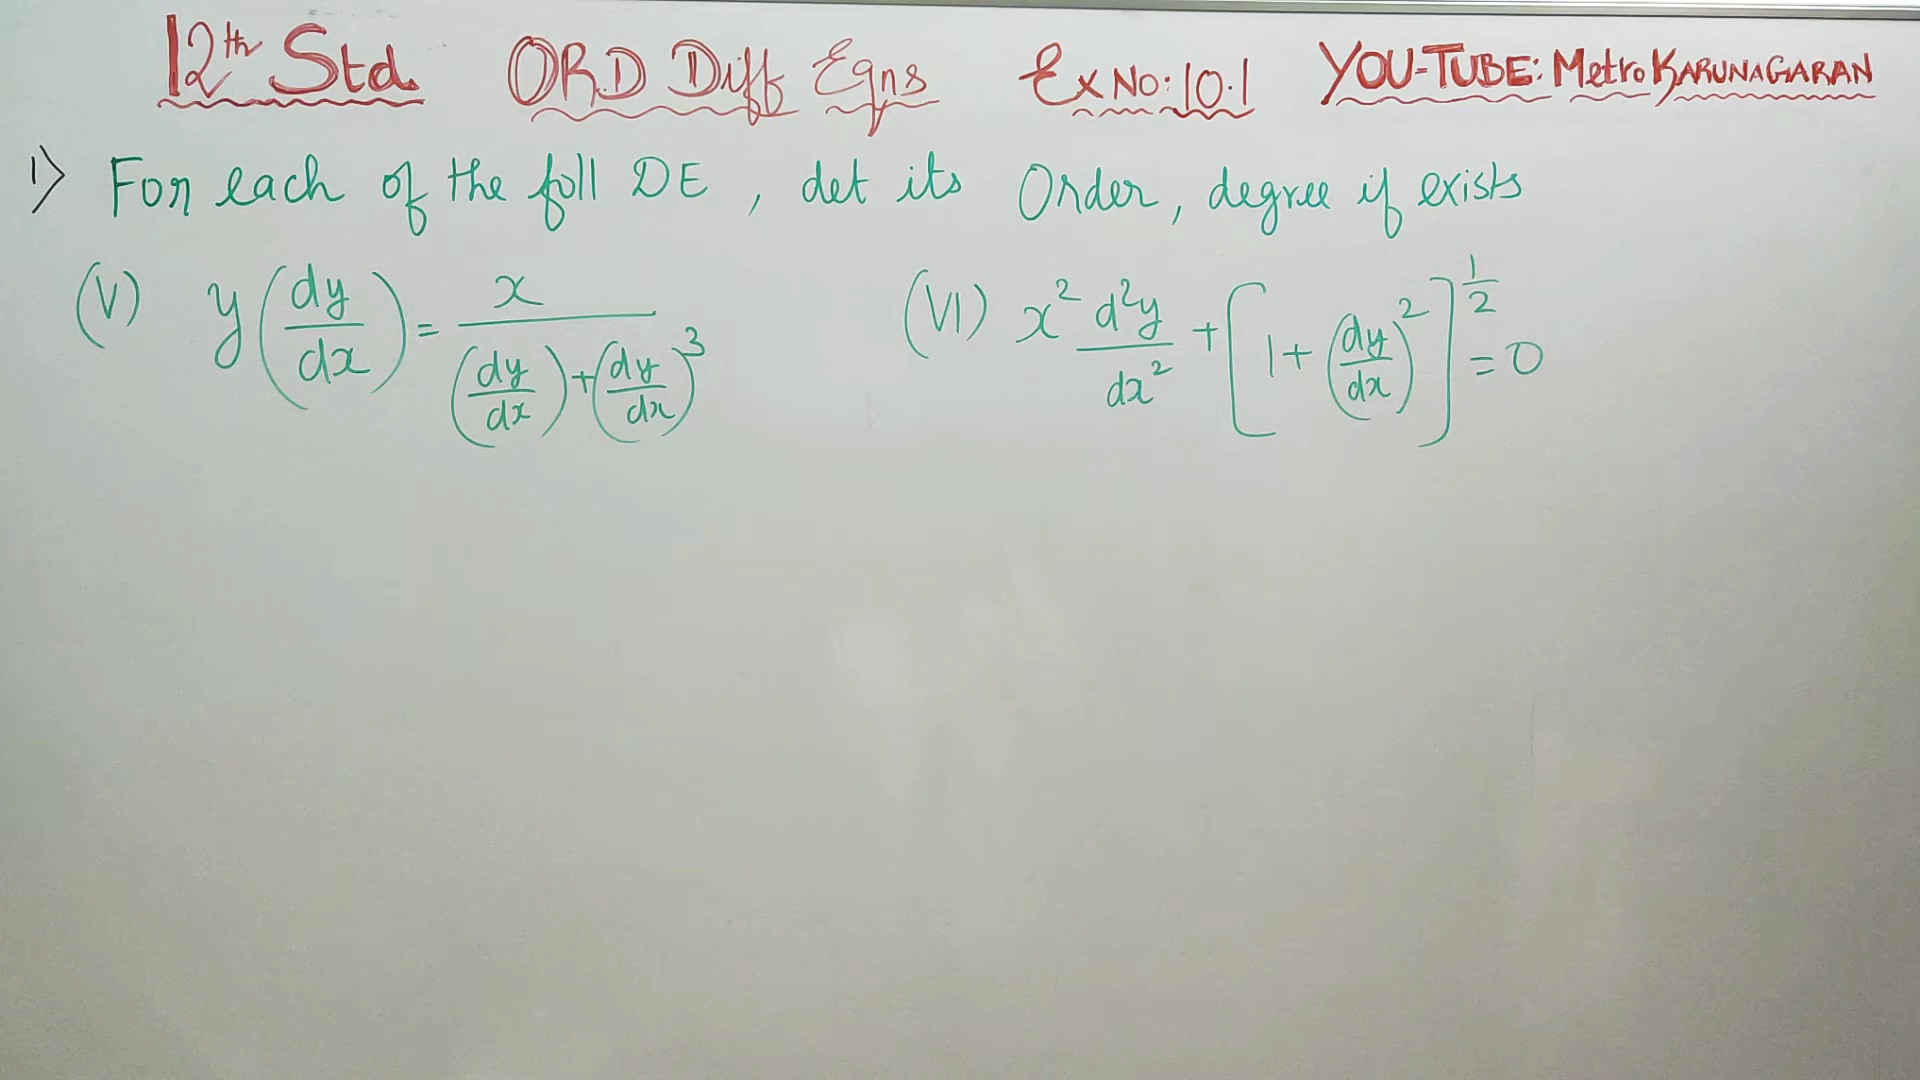 12th Std ORD Diff Eqns Ex No: 10.1 YOU-TUBE: Metro KARUNAGARAN
1) For each of the foll DE, det its Order, degree if exists
(V) y(dy/dx) = x/((dy/dx)+(dy/dx)^3) (VI) x^2 d^2y/dx^2 + [1+(dy/dx)^2]^(1/2) = 0